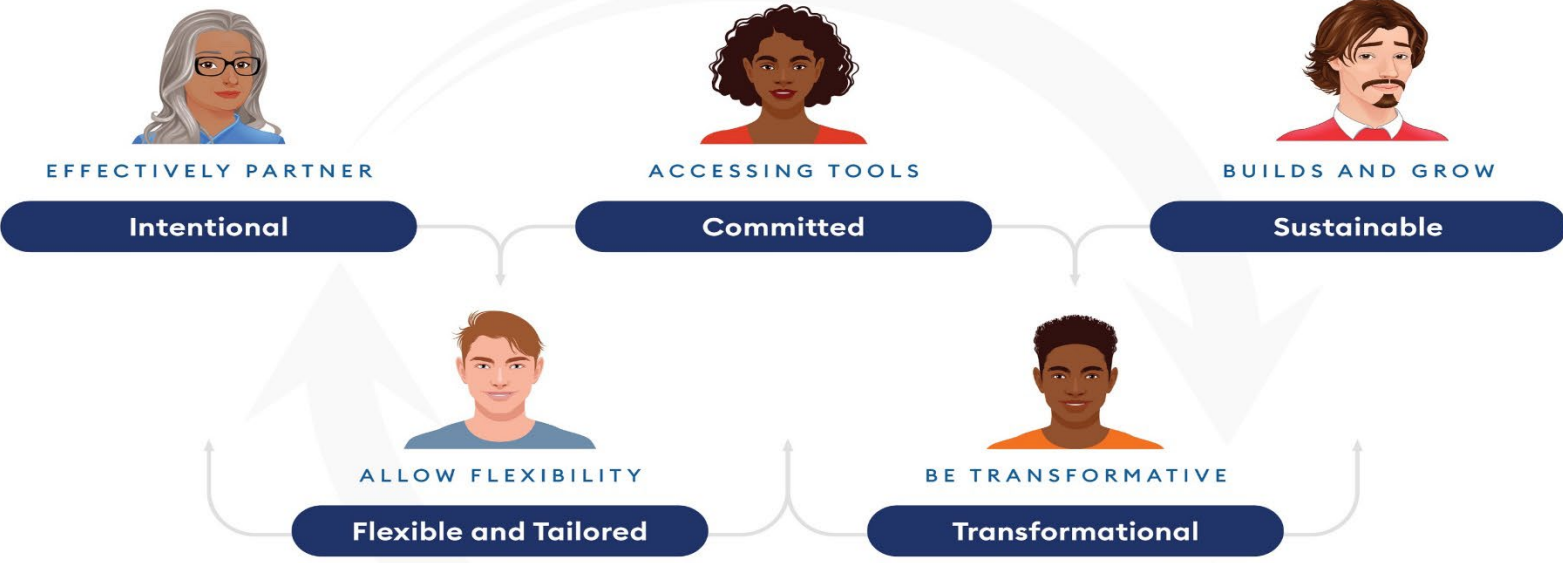 EFFECTIVELY PARTNER
Intentional
ACCESSING TOOLS
Committed
BUILDS AND GROW
Sustainable
ALLOW FLEXIBILITY
Flexible and Tailored
BE TRANSFORMATIVE
Transformational